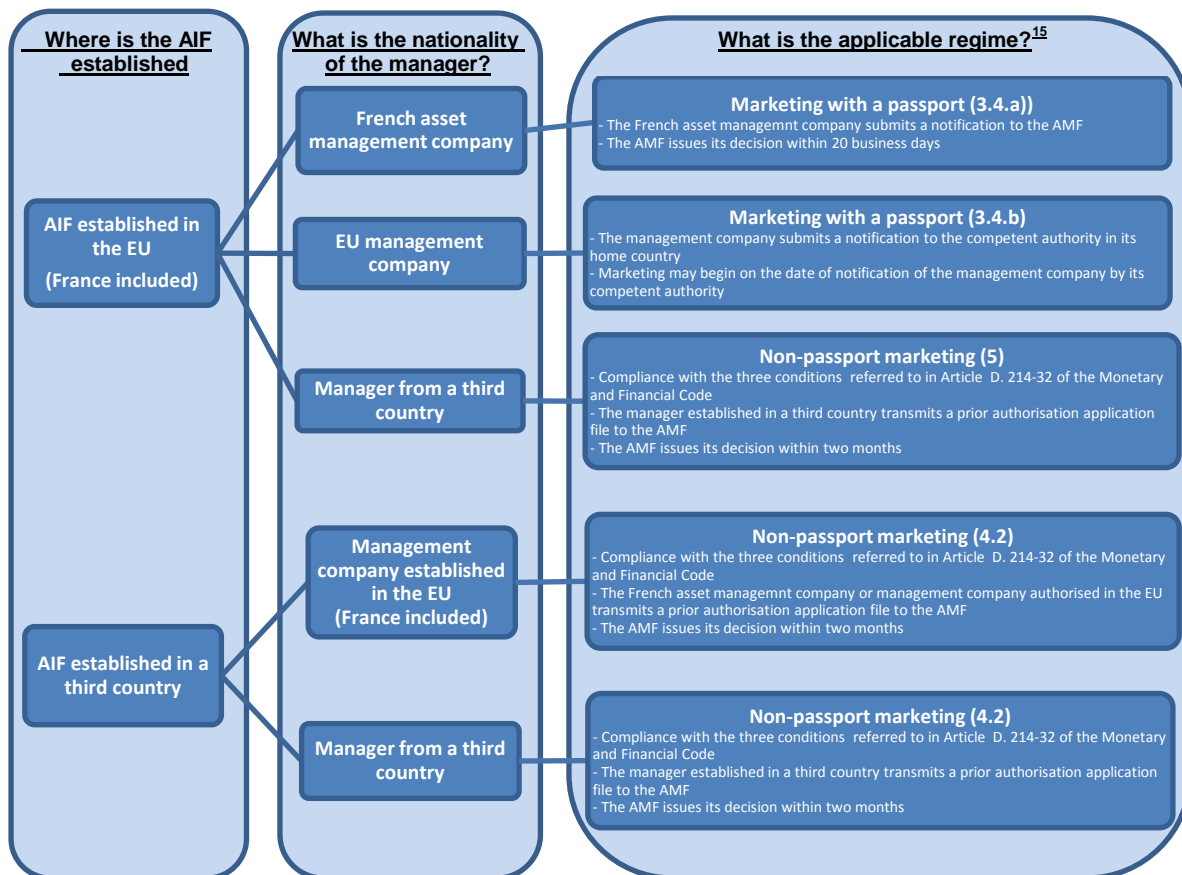 Where is the AIF
established
What is the nationality
of the manager?
What is the applicable regime?15
AIF established in
the EU
(France included)
French asset
management company
Marketing with a passport (3.4.a))
- The French asset managemnt company submits a notification to the AMF
- The AMF issues its decision within 20 business days
EU management
company
Marketing with a passport (3.4.b)
- The management company submits a notification to the competent authority in its
home country
- Marketing may begin on the date of notification of the management company by its
competent authority
Manager from a third
country
Non-passport marketing (5)
- Compliance with the three conditions referred to in Article D. 214-32 of the Monetary
and Financial Code
- The manager established in a third country transmits a prior authorisation application
file to the AMF
- The AMF issues its decision within two months
AIF established in a
third country
Management
company established
in the EU
(France included)
Non-passport marketing (4.2)
- Compliance with the three conditions referred to in Article D. 214-32 of the Monetary
and Financial Code
- The French asset managemnt company or management company authorised in the EU
transmits a prior authorisation application file to the AMF
- The AMF issues its decision within two months
Manager from a third
country
Non-passport marketing (4.2)
- Compliance with the three conditions referred to in Article D. 214-32 of the Monetary
and Financial Code
- The manager established in a third country transmits a prior authorisation application
file to the AMF
- The AMF issues its decision within two months